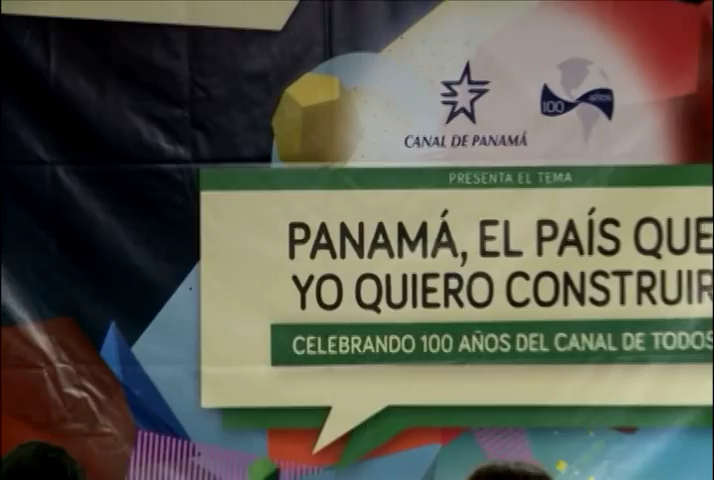 100 años
CANAL DE PANAMÁ
PRESENTA EL TEMA
PANAMÁ, EL PAÍS QUE
YO QUIERO CONSTRUIR
CELEBRANDO 100 AÑOS DEL CANAL DE TODOS